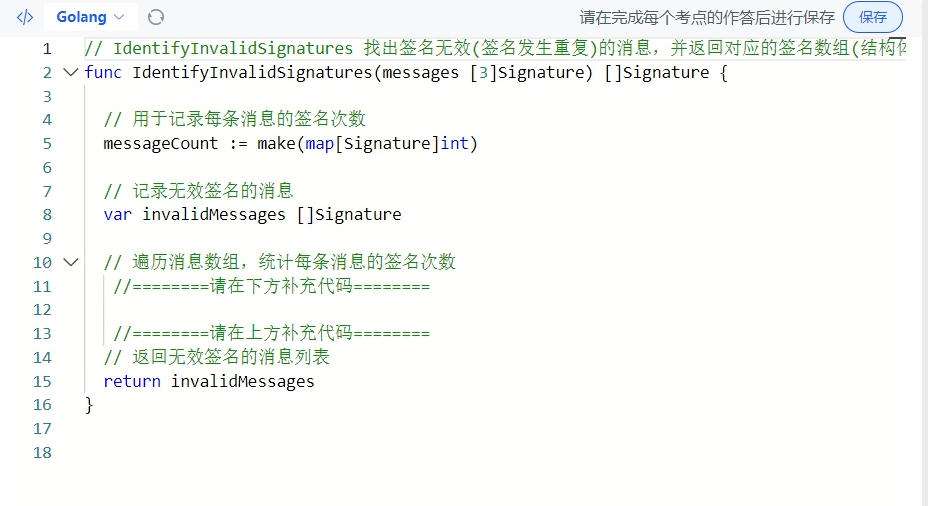 Golang
请在完成每个考点的作答后进行保存
保存
1 // IdentifyInvalidSignatures 找出签名无效(签名发生重复)的消息，并返回对应的签名数组(结构
2 func IdentifyInvalidSignatures(messages [3]Signature) []Signature {
3
4 // 用于记录每条消息的签名次数
5 messageCount := make(map[Signature]int)
6
7 // 记录无效签名的消息
8 var invalidMessages []Signature
9
10 // 遍历消息数组，统计每条消息的签名次数
11 //========请在下方补充代码========
12
13 //========请在上方补充代码========
14 // 返回无效签名的消息列表
15 return invalidMessages
16 }
17
18